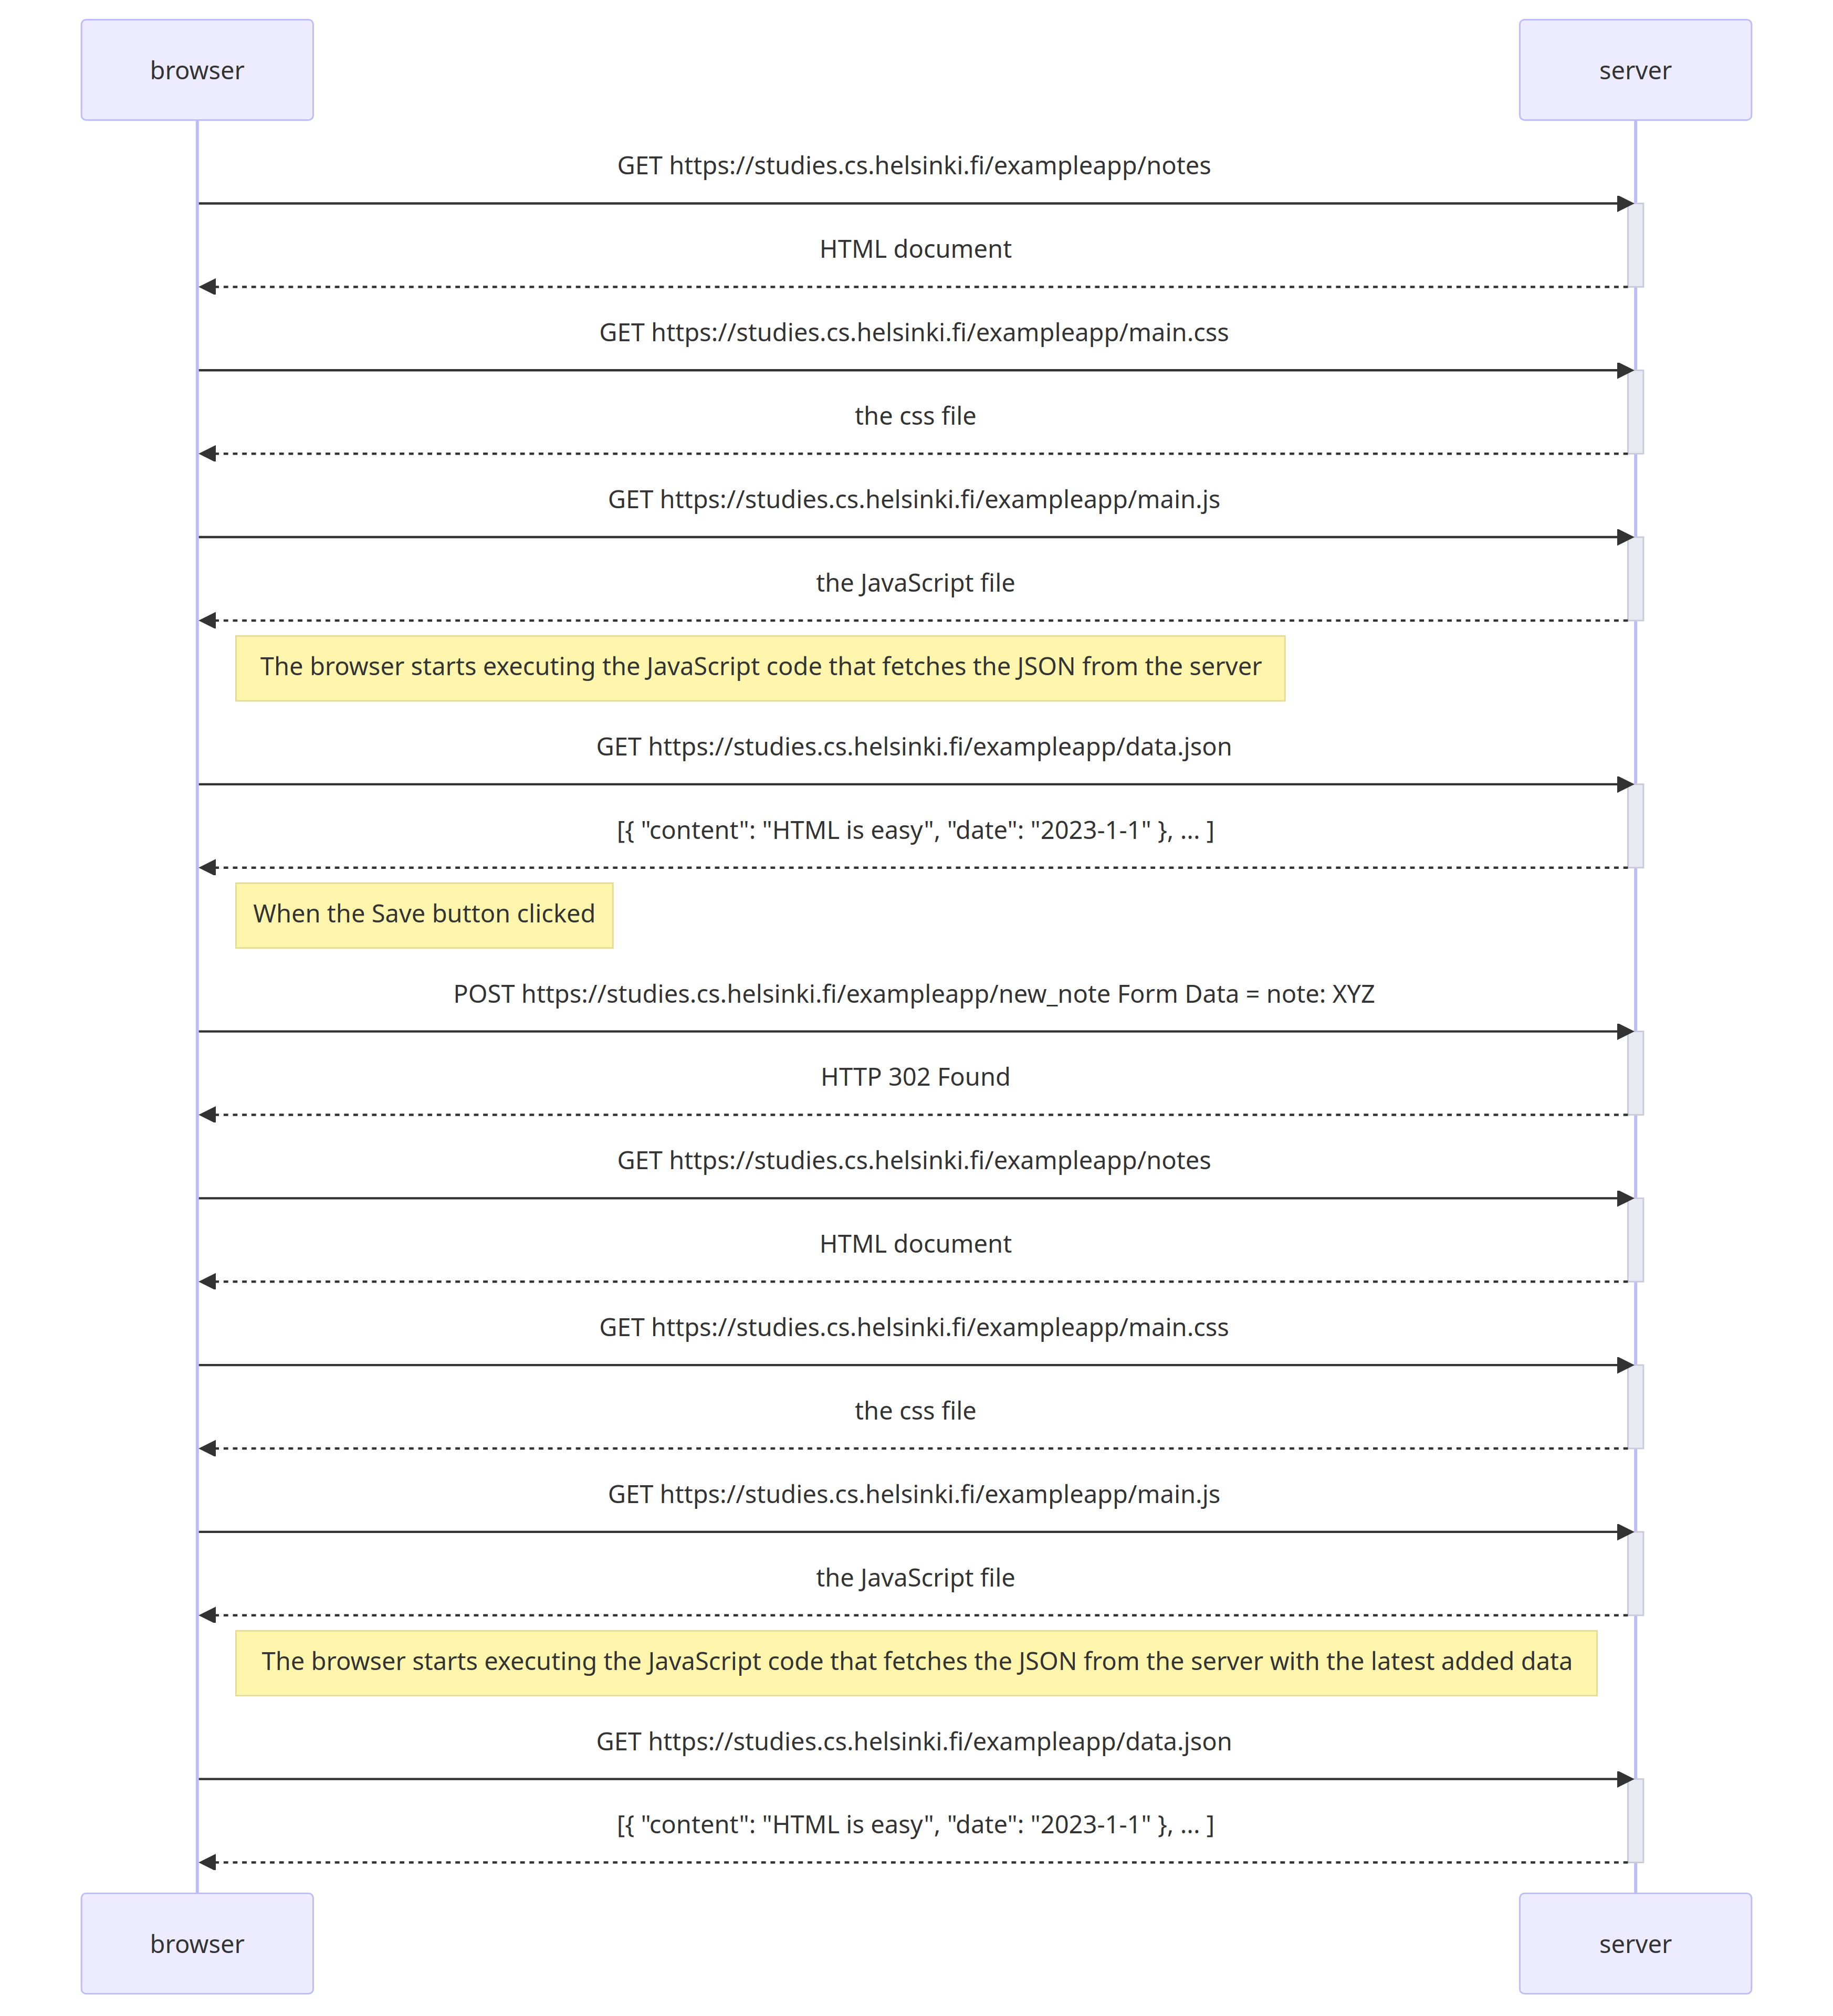 browser
server
GET https://studies.cs.helsinki.fi/exampleapp/notes
HTML document
GET https://studies.cs.helsinki.fi/exampleapp/main.css
the css file
GET https://studies.cs.helsinki.fi/exampleapp/main.js
the JavaScript file
The browser starts executing the JavaScript code that fetches the JSON from the server
GET https://studies.cs.helsinki.fi/exampleapp/data.json
[{ "content": "HTML is easy", "date": "2023-1-1" }, ... ]
When the Save button clicked
POST https://studies.cs.helsinki.fi/exampleapp/new_note Form Data = note: XYZ
HTTP 302 Found
GET https://studies.cs.helsinki.fi/exampleapp/notes
HTML document
GET https://studies.cs.helsinki.fi/exampleapp/main.css
the css file
GET https://studies.cs.helsinki.fi/exampleapp/main.js
the JavaScript file
The browser starts executing the JavaScript code that fetches the JSON from the server with the latest added data
GET https://studies.cs.helsinki.fi/exampleapp/data.json
[{ "content": "HTML is easy", "date": "2023-1-1" }, ... ]
browser
server